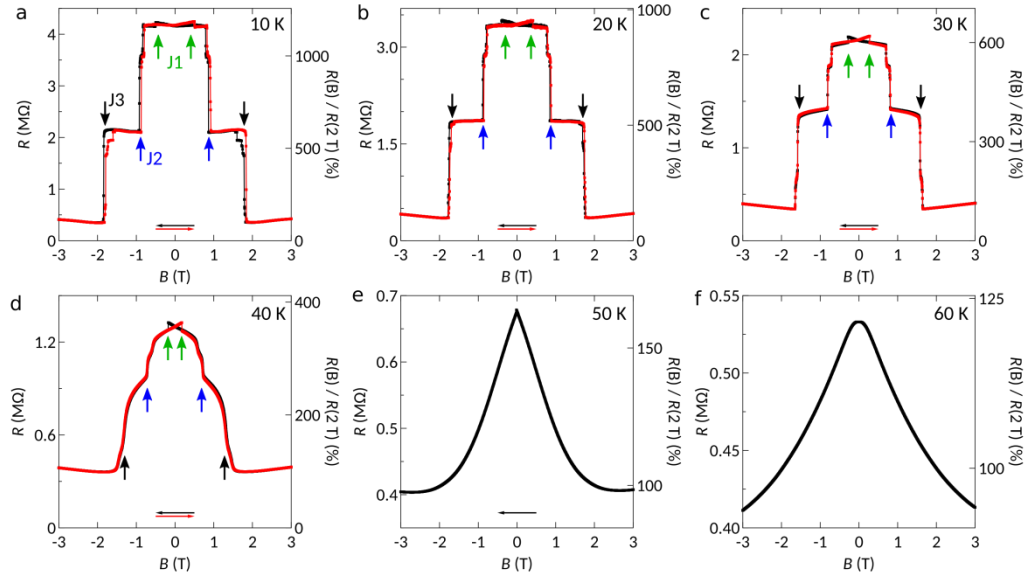 a
10 K
R (MΩ)
4
3
2
1
0
J1
J3
J2
1000
500
0
R(B) / R(2 T) (%)
-3 -2 -1 0 1 2 3
B (T)
b
20 K
R (MΩ)
3.0
1.5
0
1000
500
0
R(B) / R(2 T) (%)
-3 -2 -1 0 1 2 3
B (T)
c
30 K
R (MΩ)
2
1
0
600
300
0
R(B) / R(2 T) (%)
-3 -2 -1 0 1 2 3
B (T)
d
40 K
R (MΩ)
1.2
0.6
0
400
200
0
R(B) / R(2 T) (%)
-3 -2 -1 0 1 2 3
B (T)
e
50 K
R (MΩ)
0.7
0.6
0.5
0.4
150
100
R(B) / R(2 T) (%)
-3 -2 -1 0 1 2 3
B (T)
f
60 K
R (MΩ)
0.55
0.50
0.45
0.40
125
100
R(B) / R(2 T) (%)
-3 -2 -1 0 1 2 3
B (T)